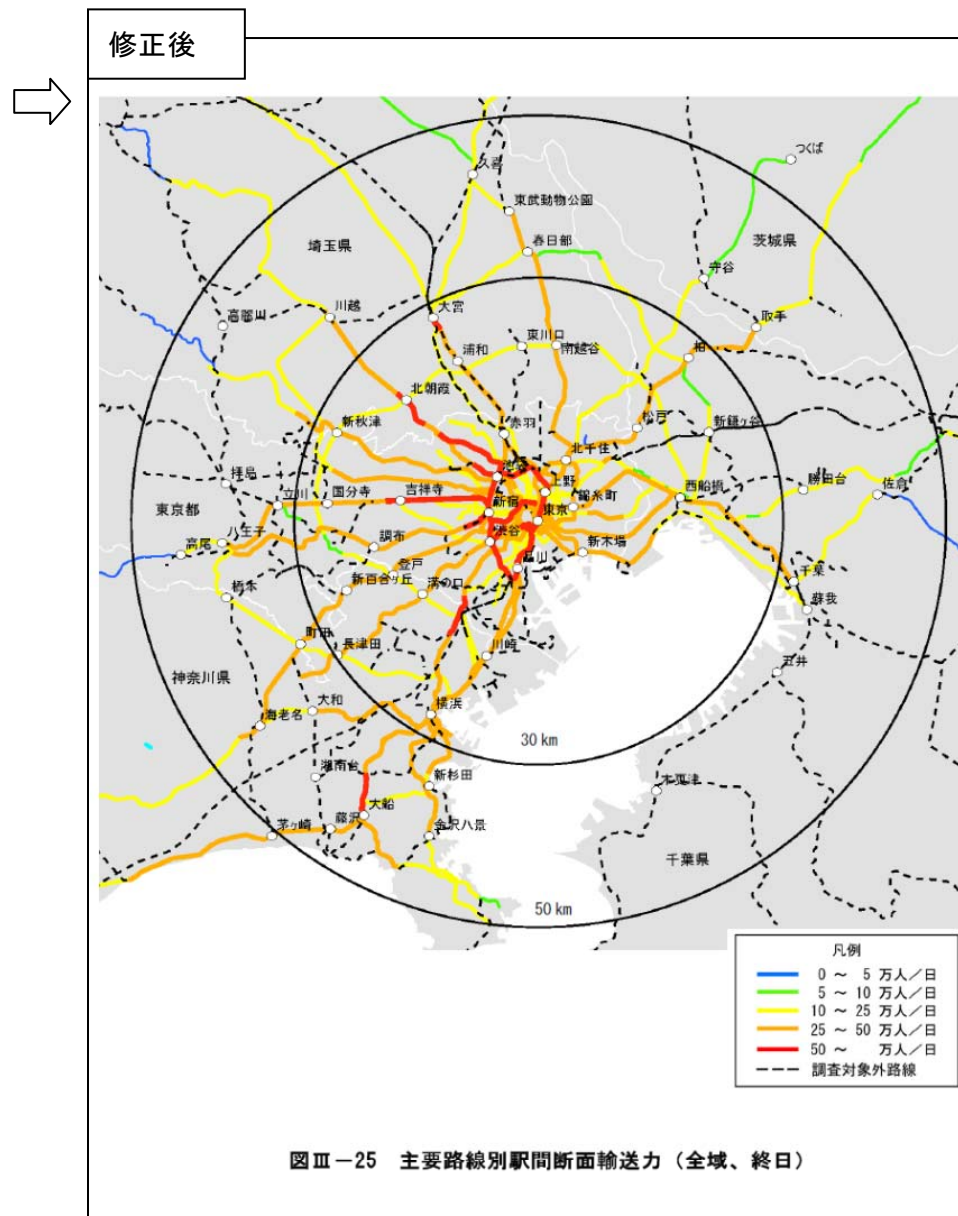 修正後
つくば
久喜
東武動物公園
埼玉県
春日部
茨城県
守谷
高麗川
川越
大宮
取手
浦和
東川口
南越谷
柏
北朝霞
新秋津
赤羽
松戸
新鎌ヶ谷
拝島
北千住
立川
国分寺
吉祥寺
池袋
上野
錦糸町
西船橋
勝田台
佐倉
東京都
新宿
東京
八王子
調布
渋谷
新木場
高尾
登戸
品川
千葉
橋本
新百合ヶ丘
溝の口
蘇我
町田
長津田
川崎
五井
神奈川県
大和
横浜
海老名
30 km
湘南台
新杉田
木更津
大船
茅ヶ崎
藤沢
金沢八景
千葉県
50 km
凡例
0 ～ 5 万人／日
5 ～ 10 万人／日
10 ～ 25 万人／日
25 ～ 50 万人／日
50 ～ 万人／日
調査対象外路線
図Ⅲ－25 主要路線別駅間断面輸送力（全域、終日）